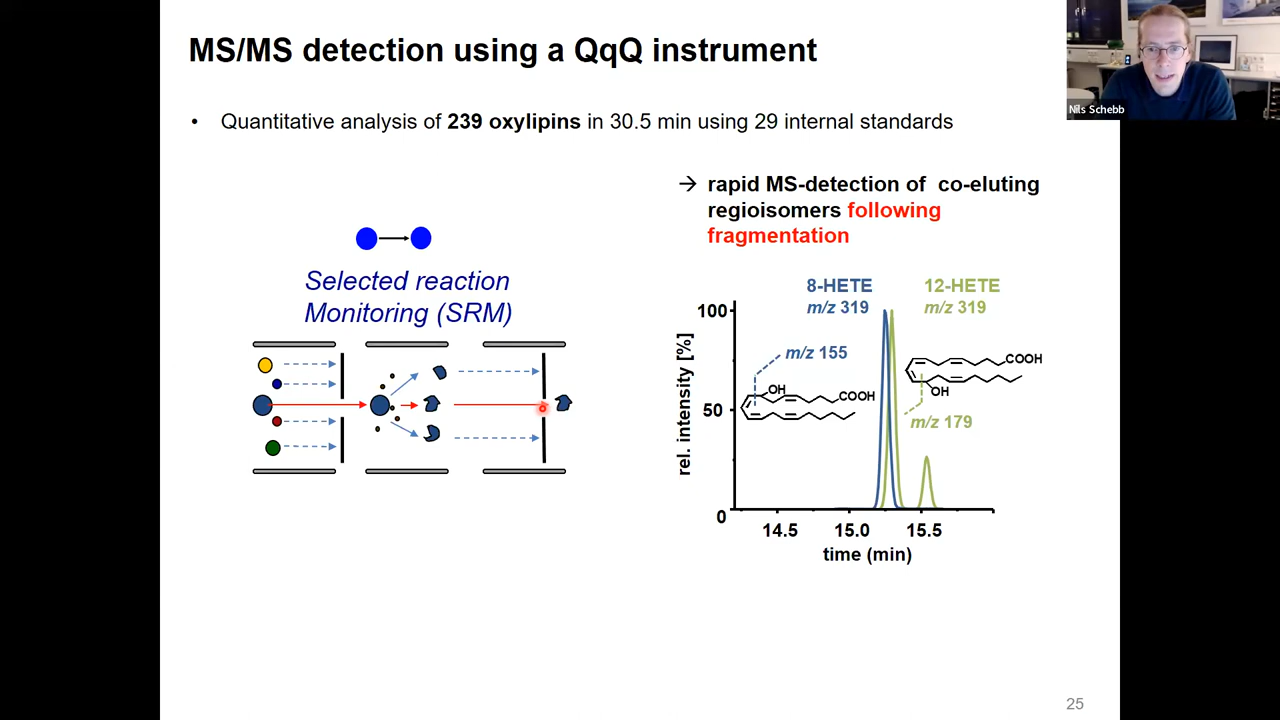 MS/MS detection using a QqQ instrument
Nils Schebb
• Quantitative analysis of 239 oxylipins in 30.5 min using 29 internal standards
→ rapid MS-detection of co-eluting
regioisomers following
fragmentation
Selected reaction
Monitoring (SRM)
8-HETE
m/z 319
12-HETE
m/z 319
m/z 155
OH
COOH
COOH
OH
m/z 179
rel. intensity [%]
100
50
0
14.5 15.0 15.5
time (min)
25